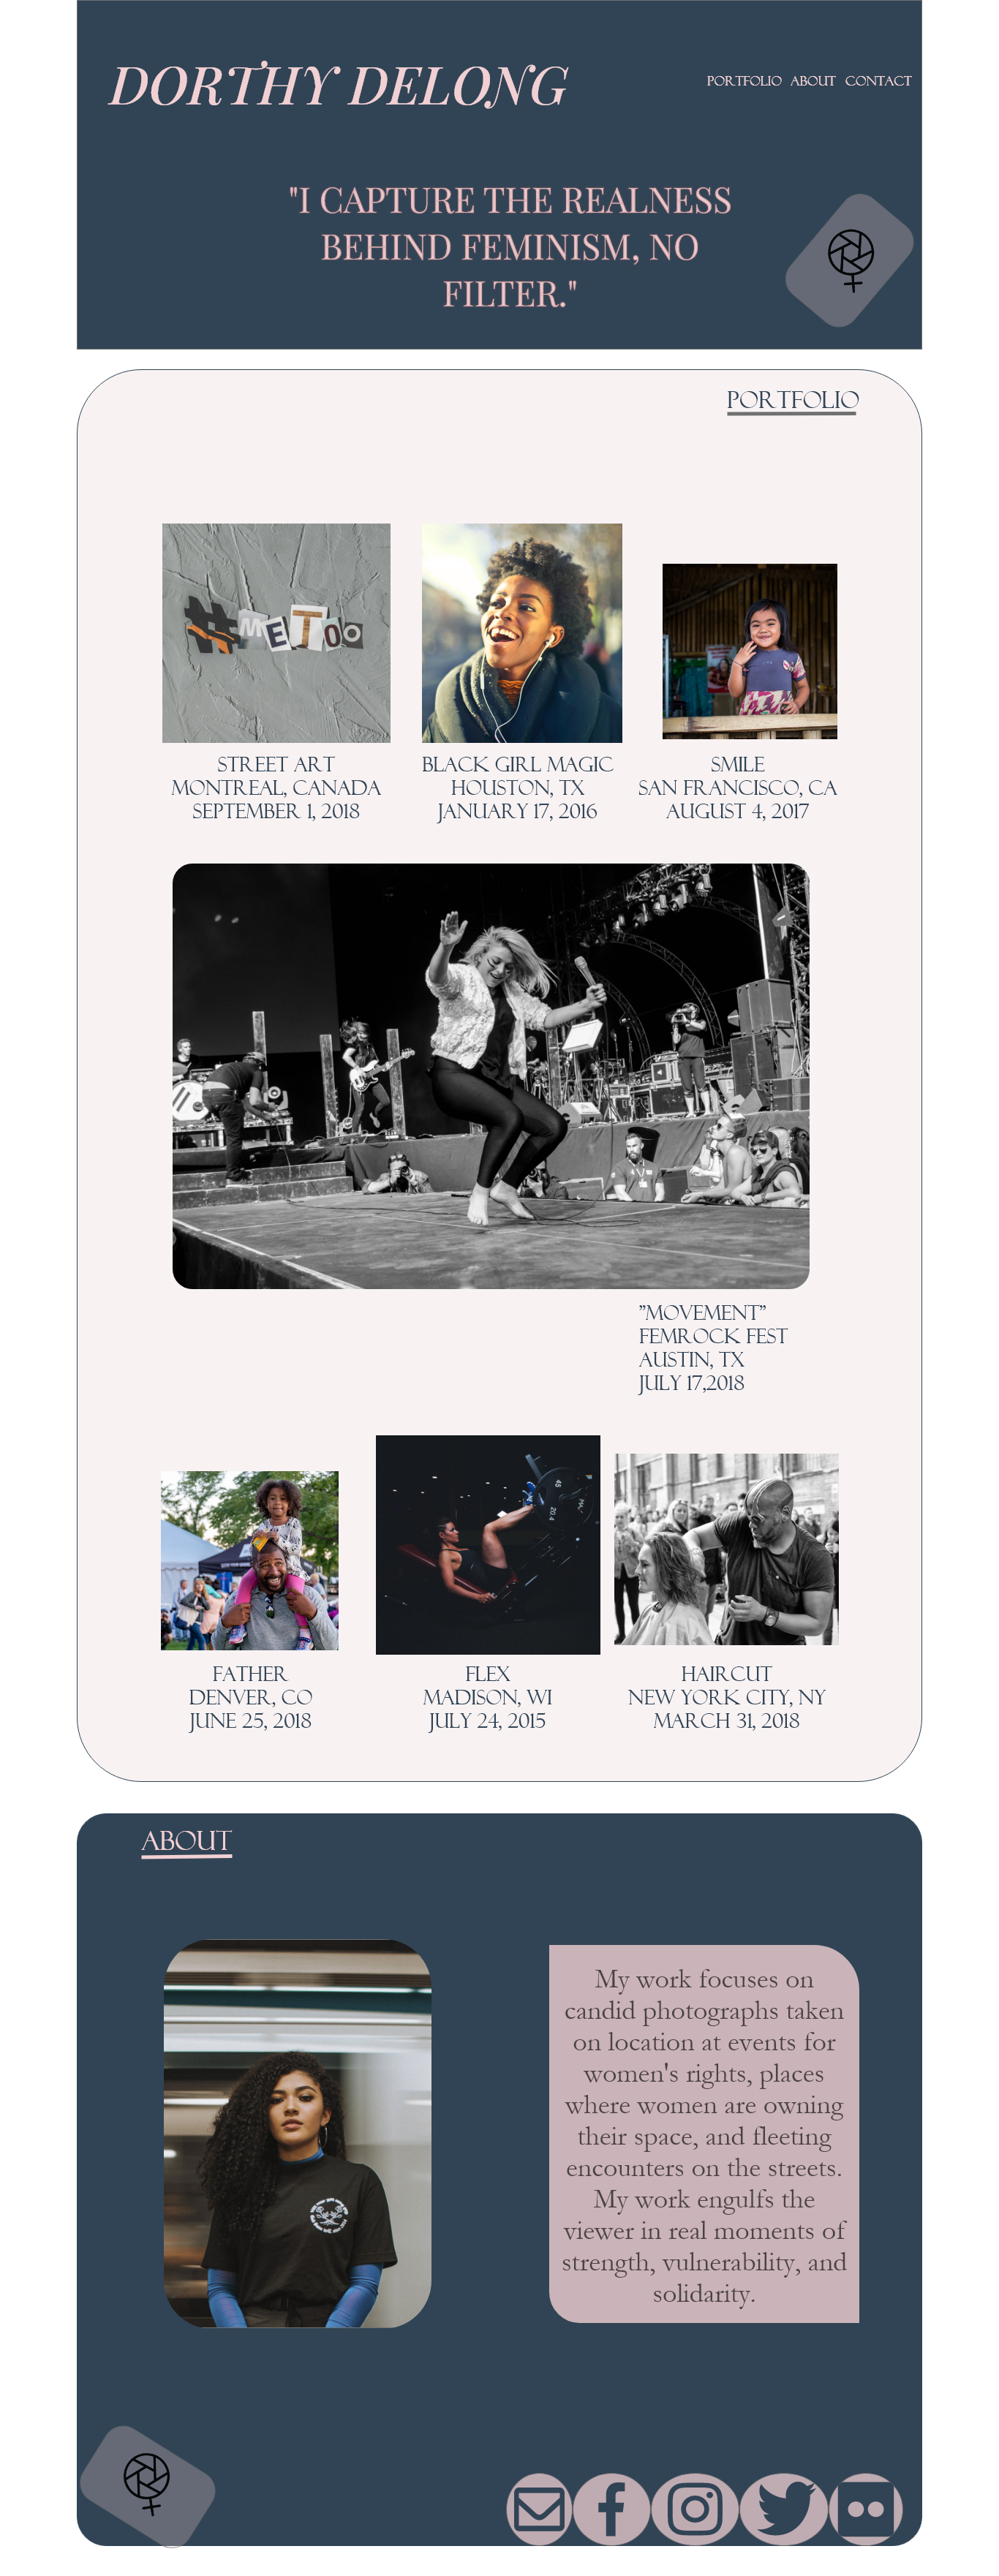 DORTHY DELONG
PORTFOLIO ABOUT CONTACT
"I CAPTURE THE REALNESS
BEHIND FEMINISM, NO
FILTER."
PORTFOLIO
#METOO
STREET ART
MONTREAL, CANADA
SEPTEMBER 1, 2018
BLACK GIRL MAGIC
HOUSTON, TX
JANUARY 17, 2016
SMILE
SAN FRANCISCO, CA
AUGUST 4, 2017
"MOVEMENT"
FEMROCK FEST
AUSTIN, TX
JULY 17,2018
45
20.4
FATHER
DENVER, CO
JUNE 25, 2018
FLEX
MADISON, WI
JULY 24, 2015
HAIRCUT
NEW YORK CITY, NY
MARCH 31, 2018
ABOUT
My work focuses on
candid photographs taken
on location at events for
women's rights, places
where women are owning
their space, and fleeting
encounters on the streets.
My work engulfs the
viewer in real moments of
strength, vulnerability, and
solidarity.